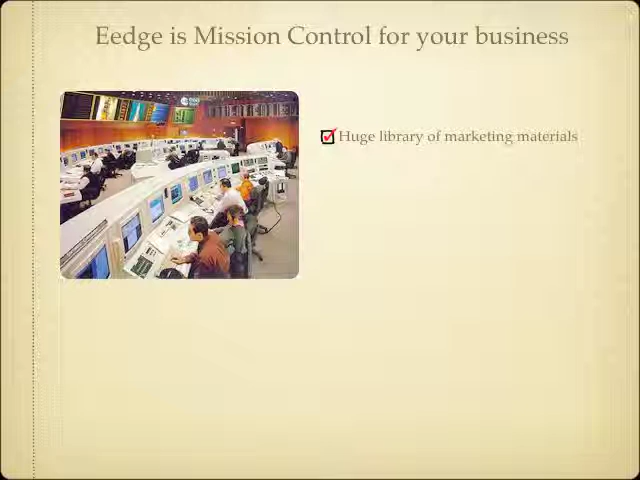 Eedge is Mission Control for your business
Huge library of marketing materials